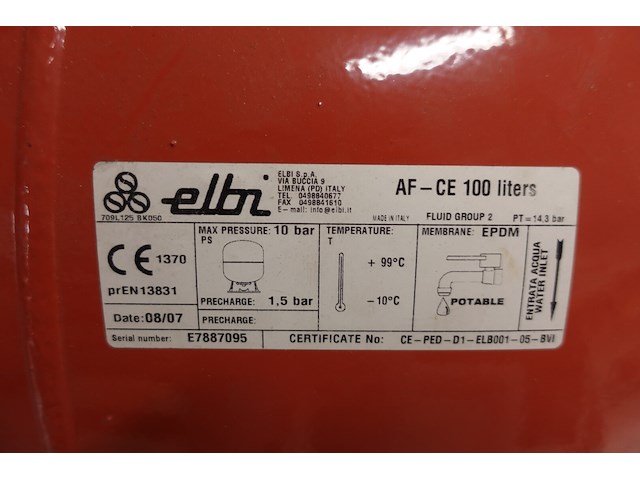 elbi
709L125 BK050
ELBI S.p.A.
VIA BUCCIA 9
LIMENA (PD) ITALY
TEL. 0498840677
FAX 0498841610
E-mail: info@elbi.it
MADE IN ITALY
AF-CE 100 liters
FLUID GROUP 2 PT= 14,3 bar
CE 1370
prEN13831
Date: 08/07
MAX PRESSURE: 10 bar
PS
PRECHARGE: 1,5 bar
PRECHARGE:
TEMPERATURE:
T
+ 99°C
-10°C
MEMBRANE: EPDM
POTABLE
ENTRATA ACQUA
WATER INLET
Serial number: E7887095 CERTIFICATE No: CE-PED-D1-ELB001-05-BVI